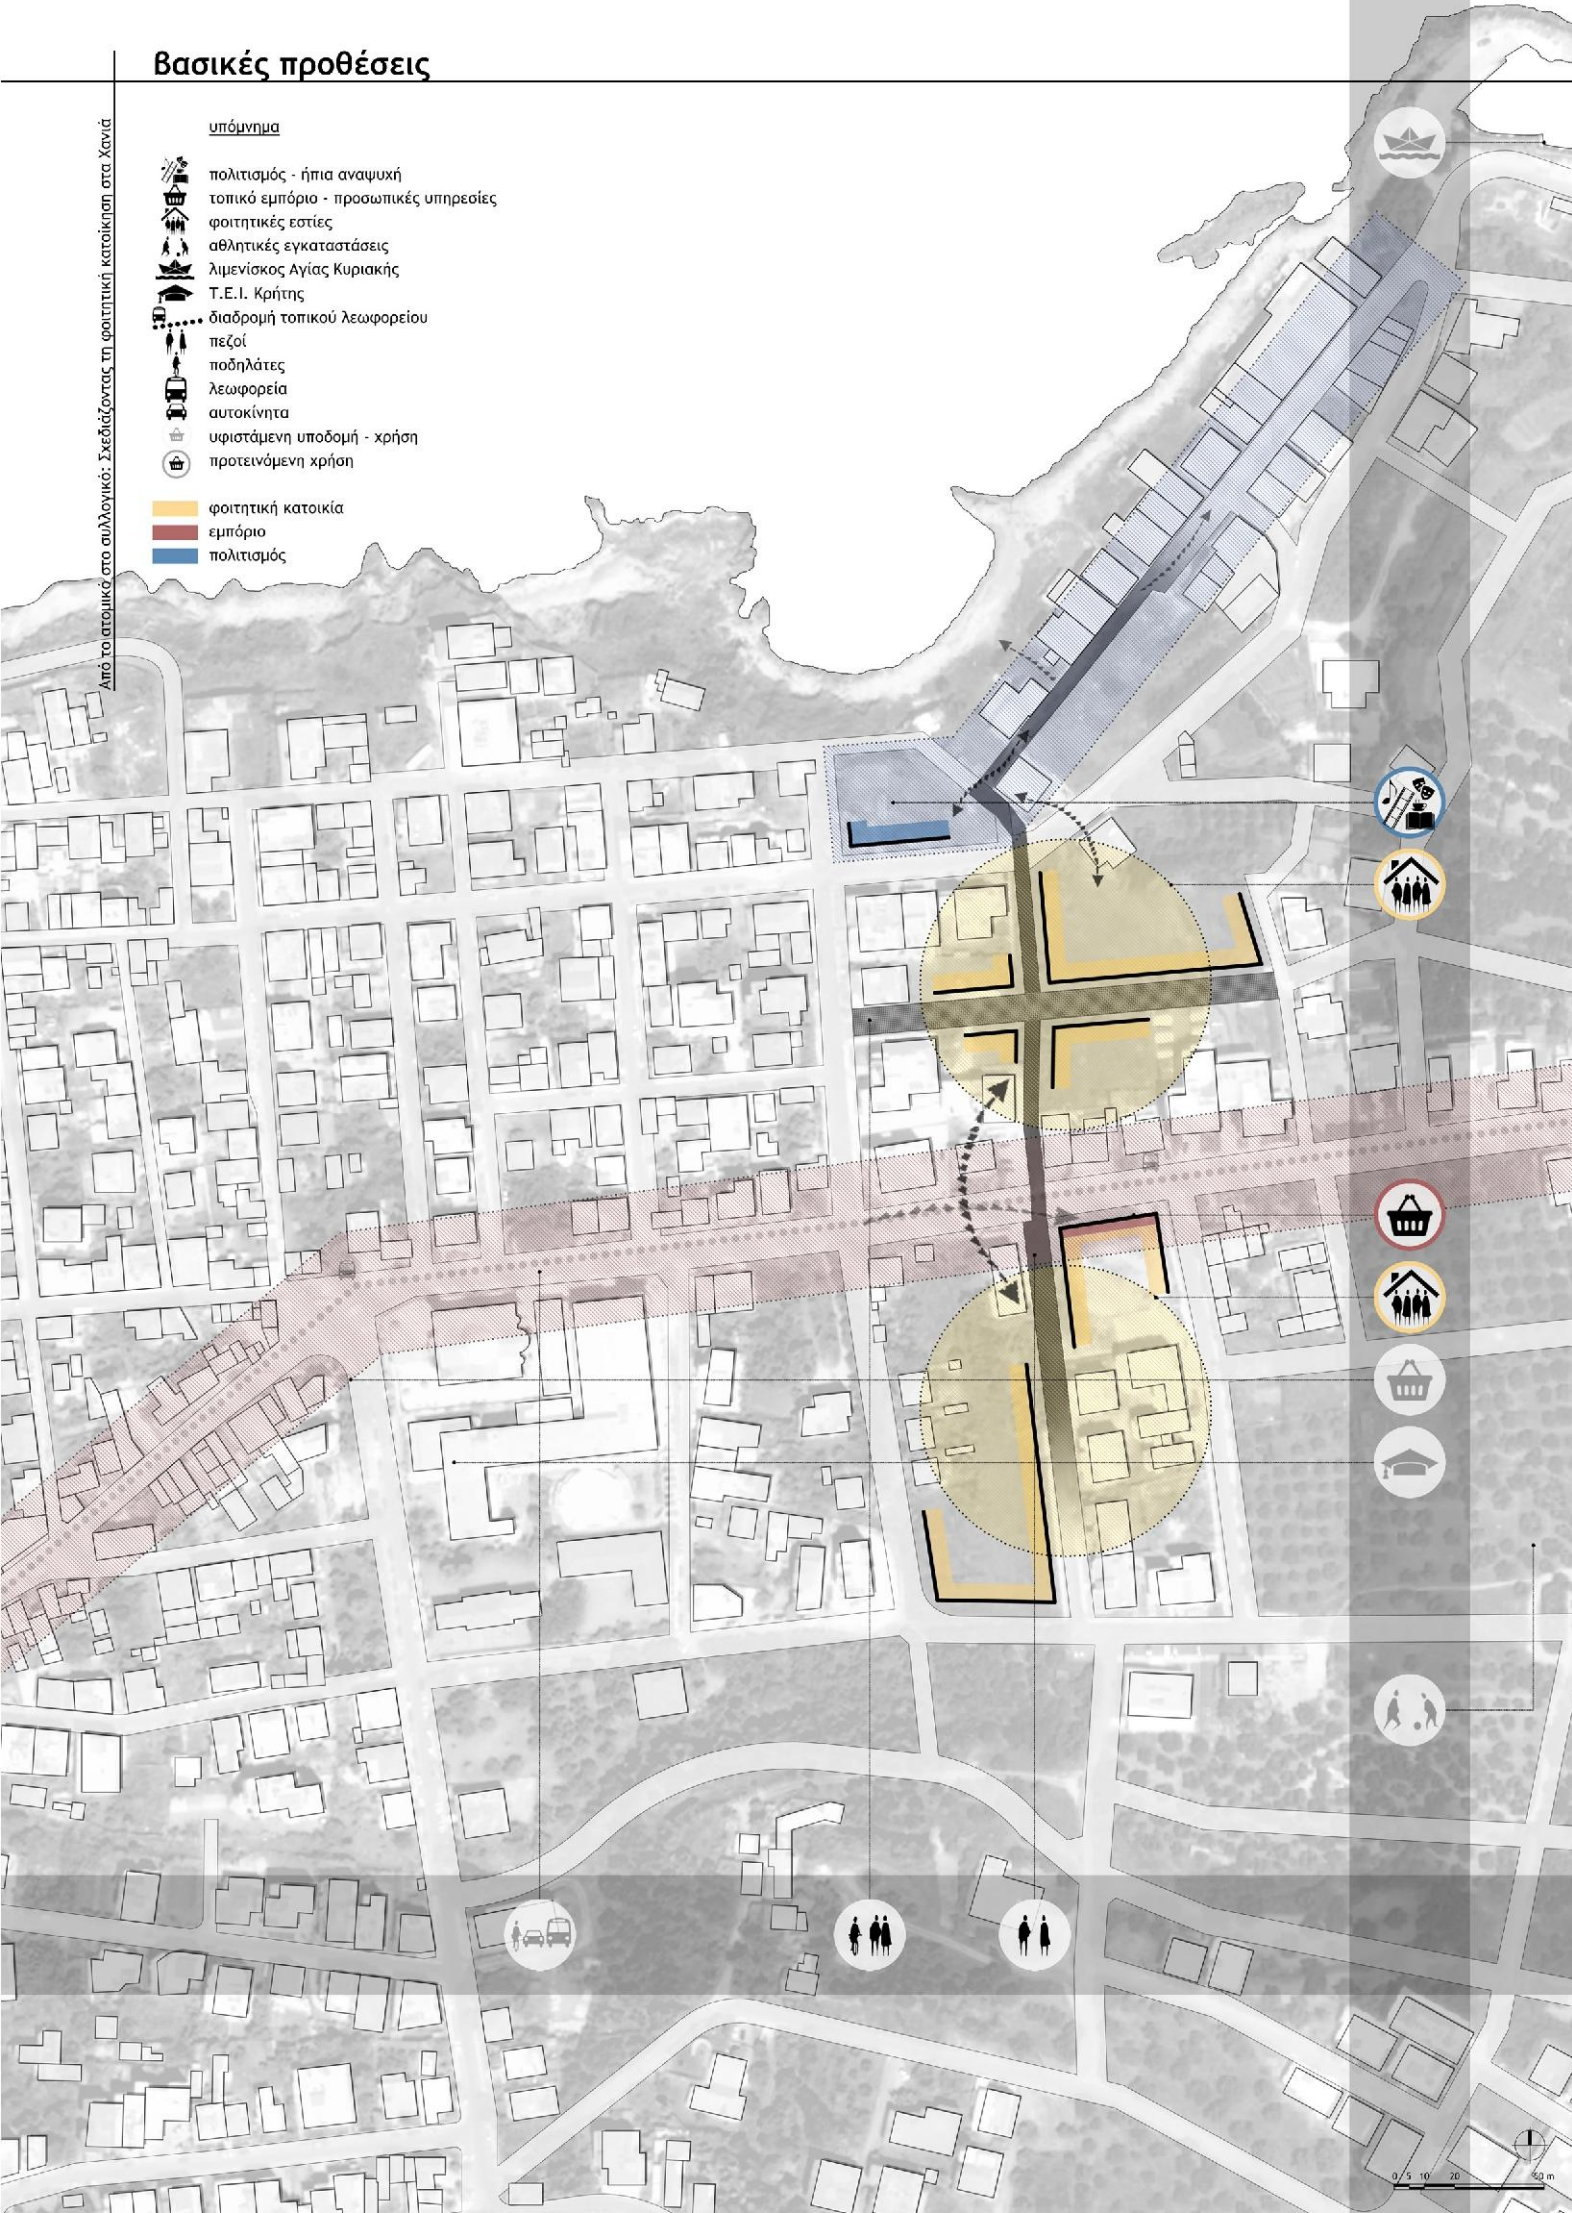 βασικές προθέσεις
Από το ατομικό στο συλλογικό: Σχεδιάζοντας τη φοιτητική κατοίκηση στα Χανιά
υπόμνημα
πολιτισμός - ήπια αναψυχή
τοπικό εμπόριο - προσωπικές υπηρεσίες
φοιτητικές εστίες
αθλητικές εγκαταστάσεις
λιμενίσκος Αγίας Κυριακής
Τ.Ε.Ι. Κρήτης
διαδρομή τοπικού λεωφορείου
πεζοί
ποδηλάτες
λεωφορεία
αυτοκίνητα
υφιστάμενη υποδομή - χρήση
προτεινόμενη χρήση
φοιτητική κατοικία
εμπόριο
πολιτισμός
0 5 10 20 50 m